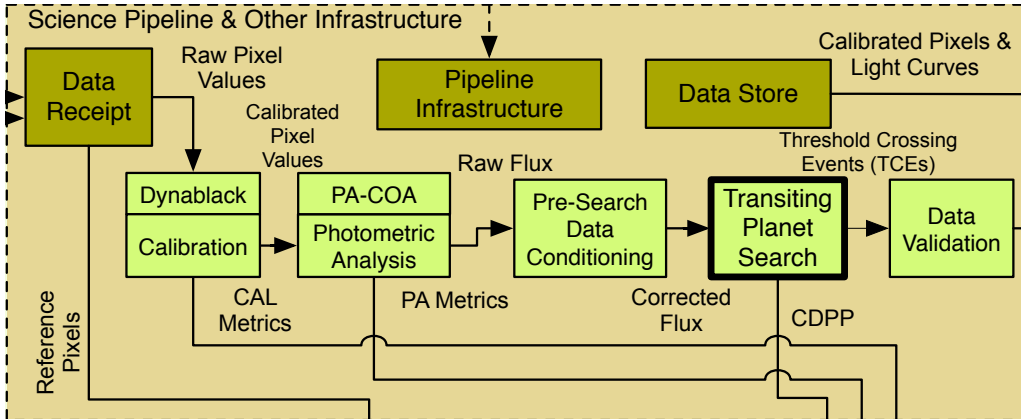 Science Pipeline & Other Infrastructure
Data
Receipt
Raw Pixel
Values
Pipeline
Infrastructure
Data Store
Calibrated Pixels &
Light Curves
Calibrated
Pixel
Values
Raw Flux
Threshold Crossing
Events (TCEs)
Dynablack
Calibration
PA-COA
Photometric
Analysis
Pre-Search
Data
Conditioning
Transiting
Planet
Search
Data
Validation
CAL
Metrics
PA Metrics
Corrected
Flux
CDPP
Reference
Pixels